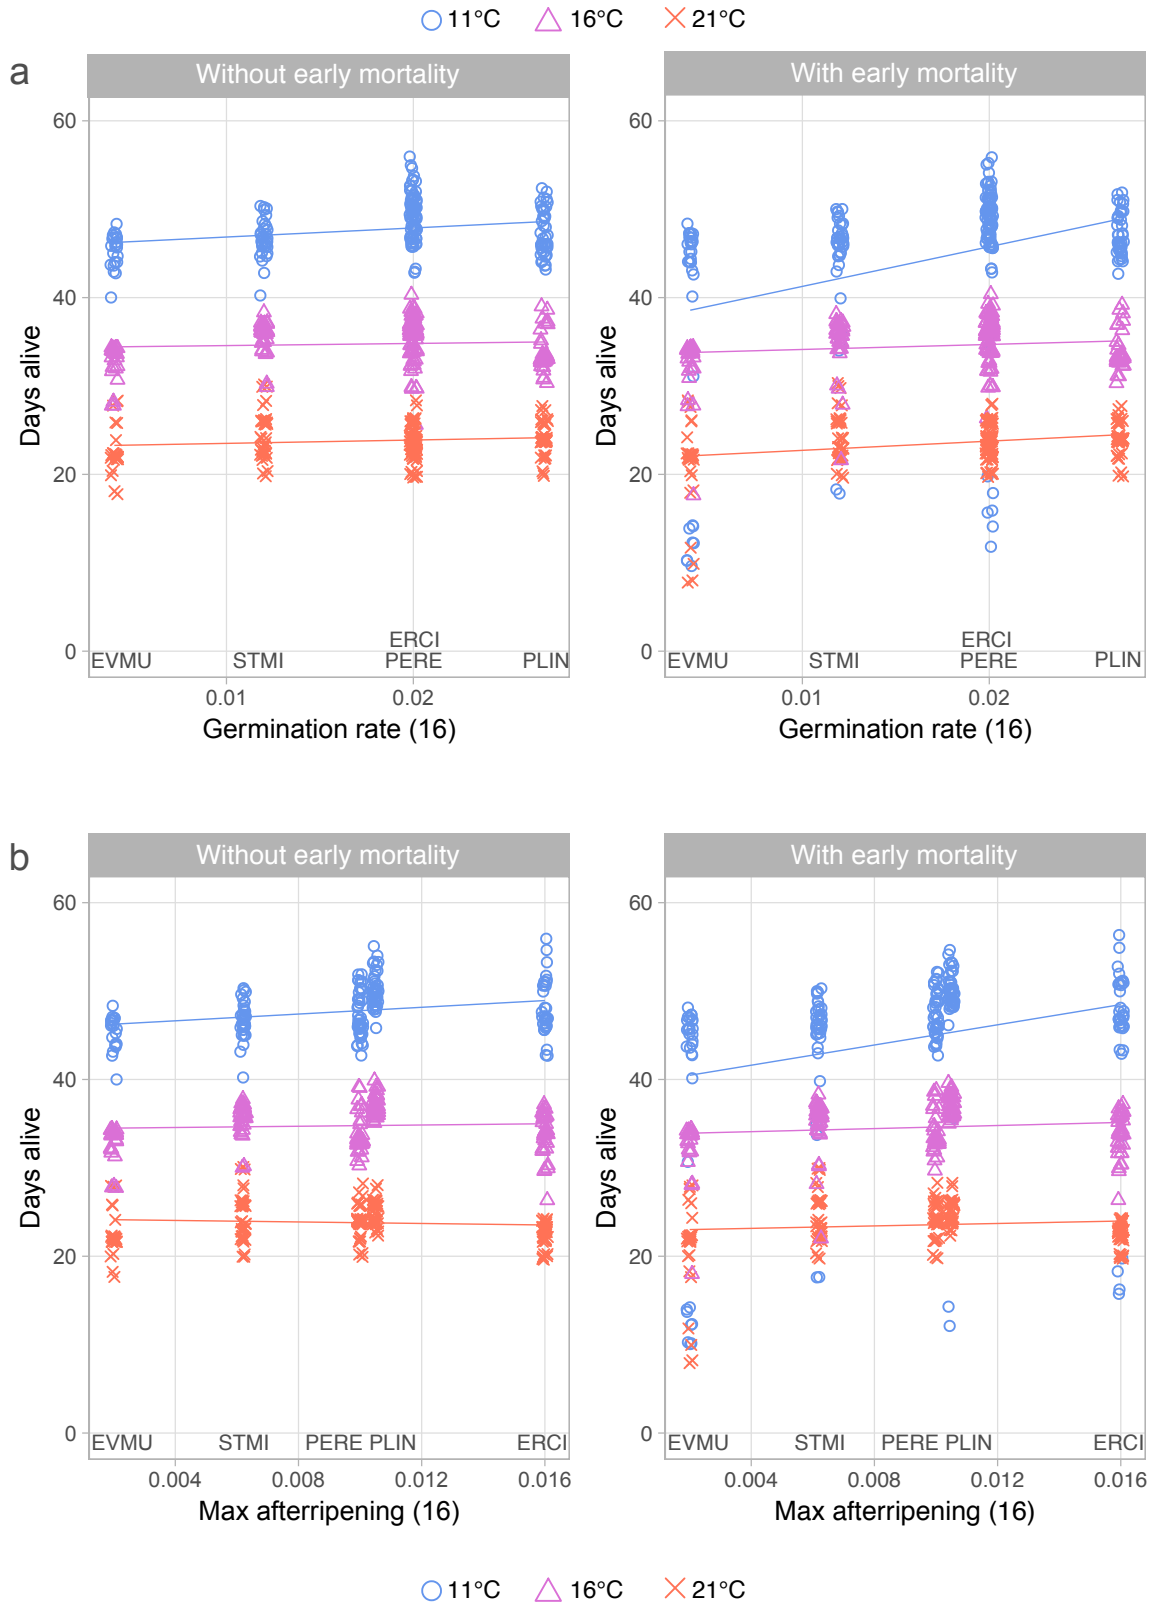 11°C 16°C 21°C
a
Without early mortality With early mortality
60 60
40 40
20 20
0 0
Days alive Days alive
ERCI ERCI
EVMU STMI PERE PLIN EVMU STMI PERE PLIN
0.01 0.02 0.01 0.02
Germination rate (16) Germination rate (16)
b
Without early mortality With early mortality
60 60
40 40
20 20
0 0
Days alive Days alive
EVMU STMI PERE PLIN ERCI EVMU STMI PERE PLIN ERCI
0.004 0.008 0.012 0.016 0.004 0.008 0.012 0.016
Max afterripening (16) Max afterripening (16)
11°C 16°C 21°C